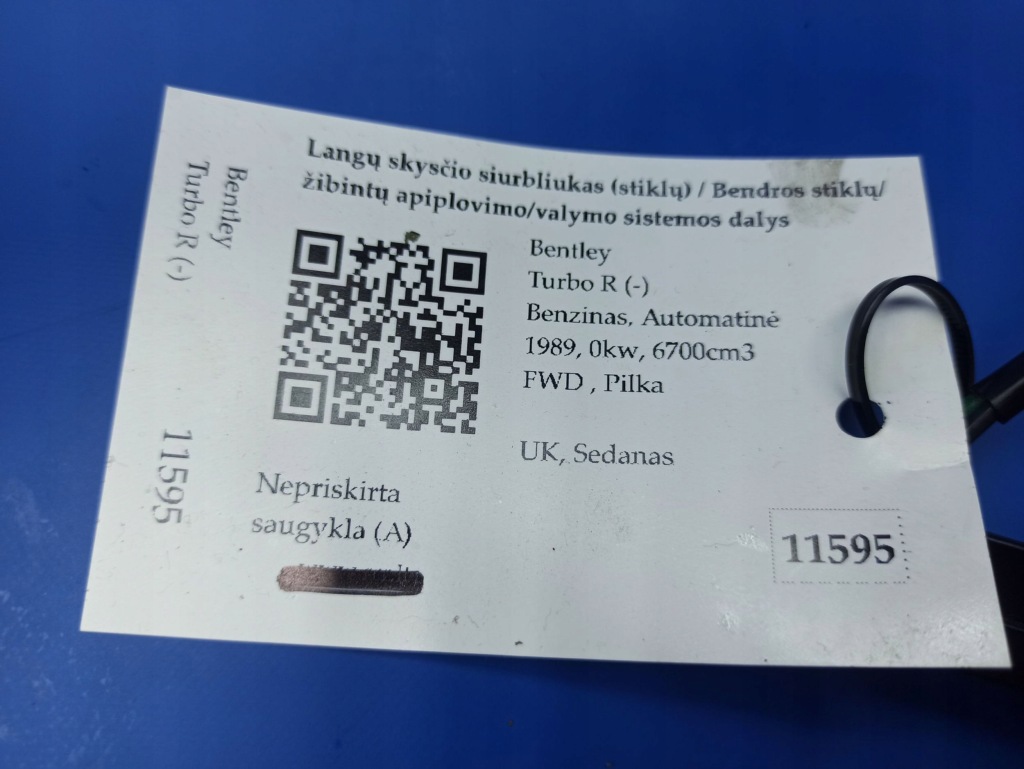 Langų skysčio siurbliukas (stiklų) / Bendros stiklų/
žibintų apiplovimo/valymo sistemos dalys
Bentley
Turbo R (-)
Bentley
Turbo R (-)
Benzinas, Automatinė
1989, 0kw, 6700cm3
FWD , Pilka
UK, Sedanas
11595
Nepriskirta
saugykla (A)
11595